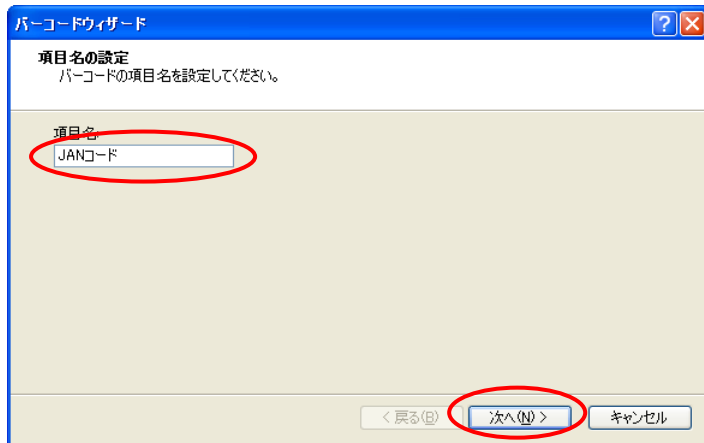 バーコードウィザード
項目名の設定
バーコードの項目名を設定してください。
項目名:
JANコード
< 戻る(B) 次へ(N) > キャンセル